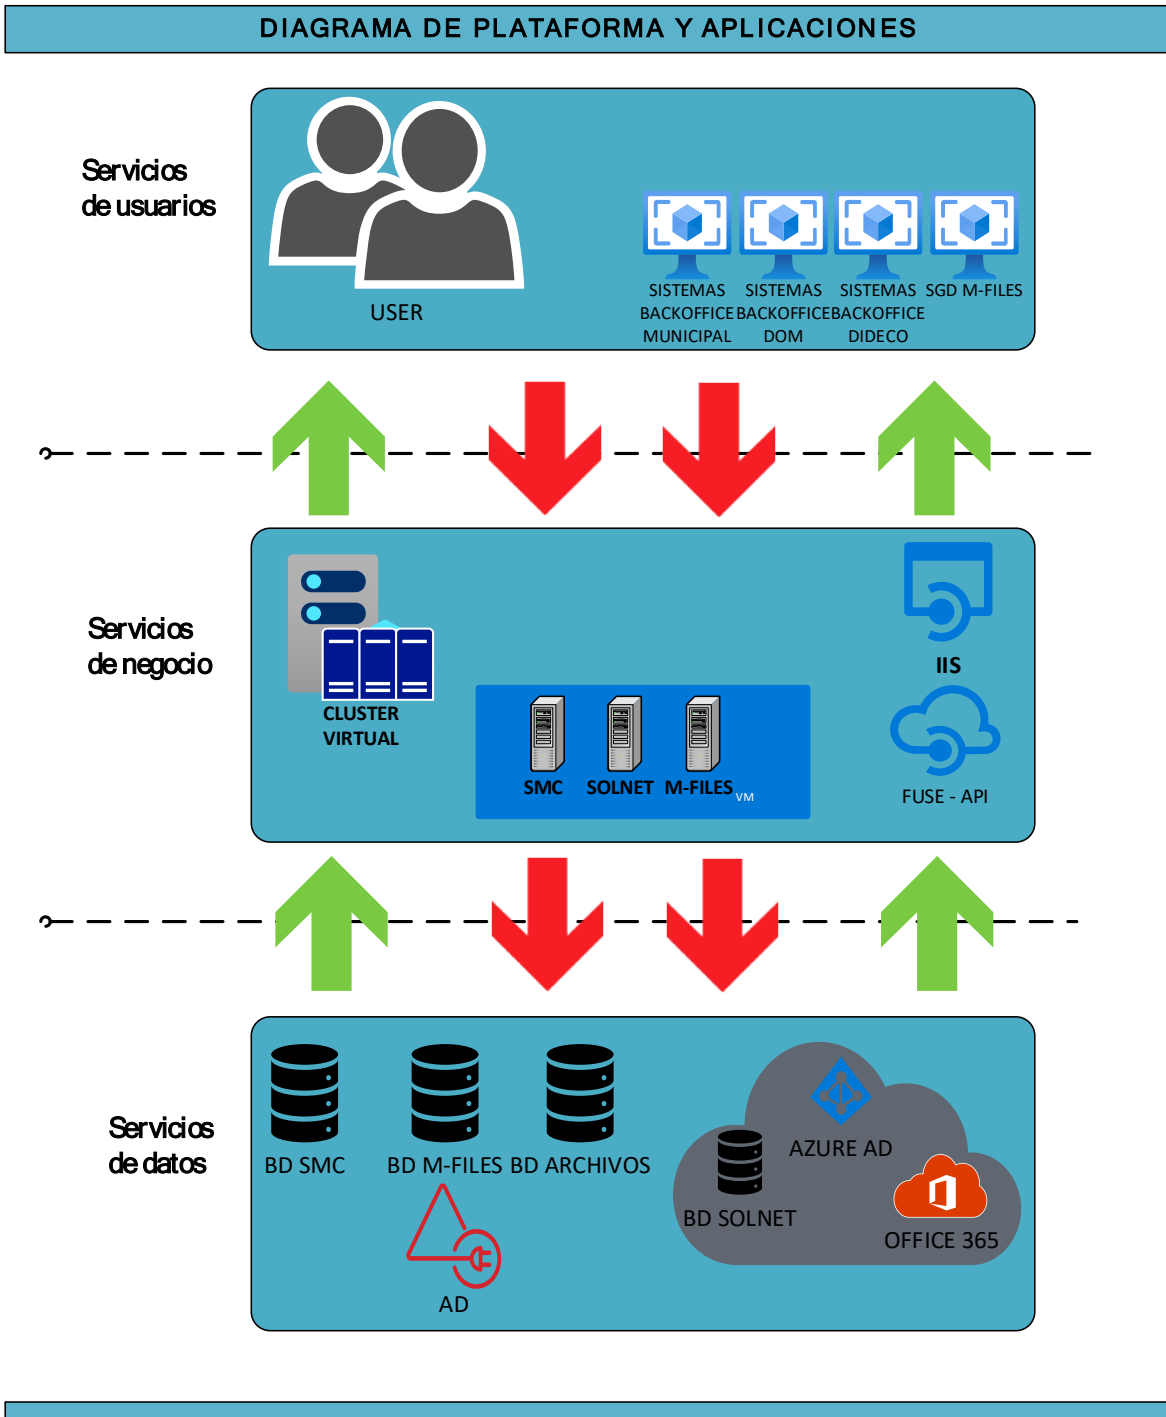 DIAGRAMA DE PLATAFORMA Y APLICACIONES
Servicios
de usuarios
USER
SISTEMAS
BACKOFFICE
MUNICIPAL
SISTEMAS
BACKOFFICE
DOM
SISTEMAS
BACKOFFICE
DIDECO
SGD M-FILES
Servicios
de negocio
CLUSTER
VIRTUAL
SMC
SOLNET
M-FILES
VM
IIS
FUSE - API
Servicios
de datos
BD SMC
BD M-FILES
BD ARCHIVOS
AD
AZURE AD
BD SOLNET
OFFICE 365